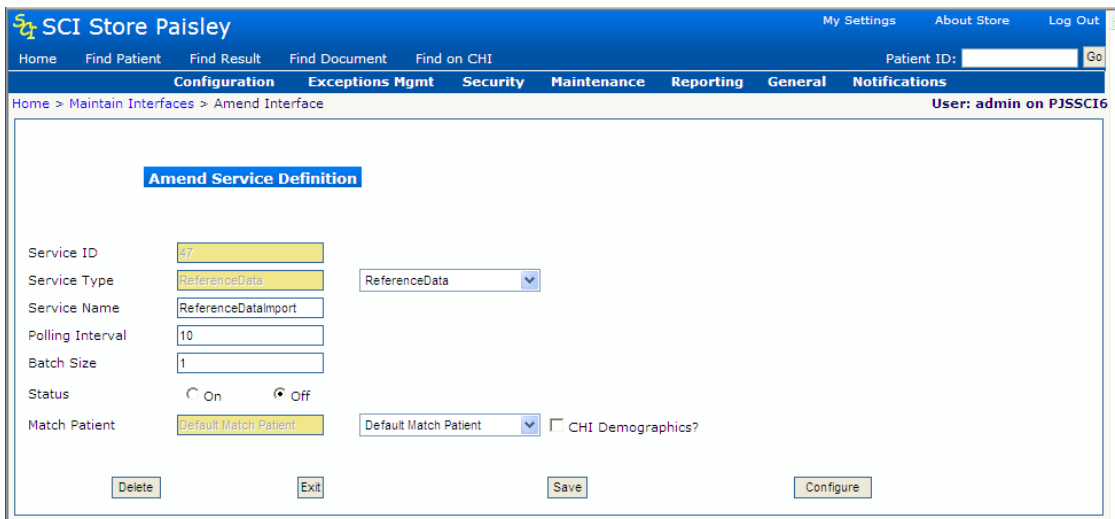 SCI SCI Store Paisley
My Settings About Store Log Out
Home Find Patient Find Result Find Document Find on CHI Patient ID: Go
Configuration Exceptions Mgmt Security Maintenance Reporting General Notifications
Home > Maintain Interfaces > Amend Interface User: admin on PJSSCI6
Amend Service Definition
Service ID 47
Service Type ReferenceData ReferenceData
Service Name ReferenceDataImport
Polling Interval 10
Batch Size 1
Status On Off
Match Patient Default Match Patient Default Match Patient CHI Demographics?
Delete Exit Save Configure